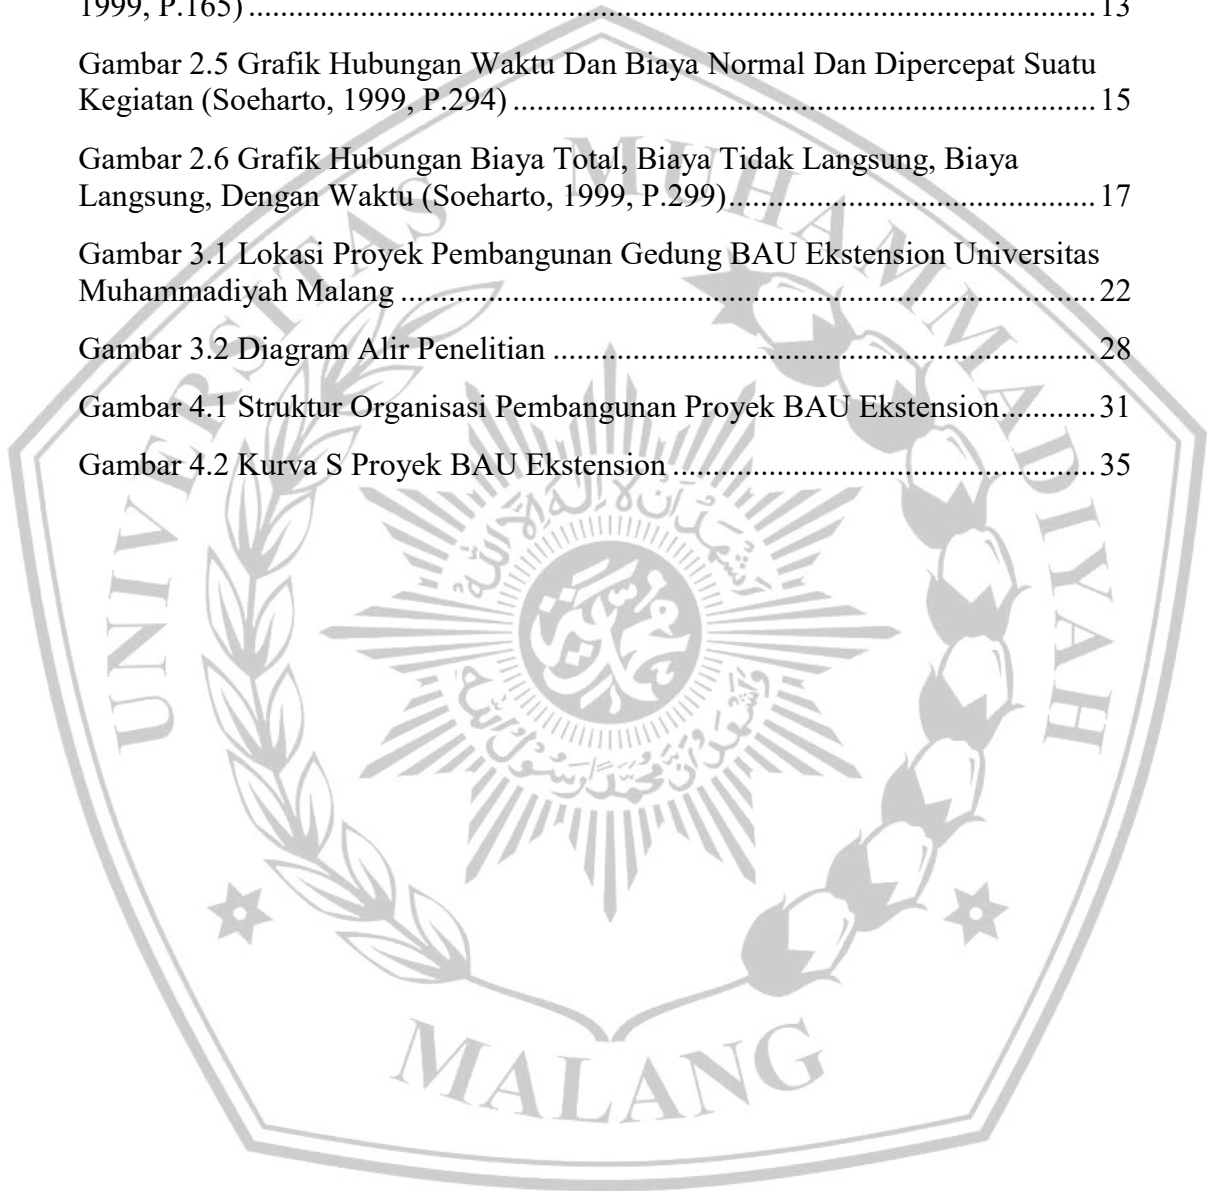 1999, P.165) .......... 13
Gambar 2.5 Grafik Hubungan Waktu Dan Biaya Normal Dan Dipercepat Suatu
Kegiatan (Soeharto, 1999, P.294) .......... 15
Gambar 2.6 Grafik Hubungan Biaya Total, Biaya Tidak Langsung, Biaya
Langsung, Dengan Waktu (Soeharto, 1999, P.299) .......... 17
Gambar 3.1 Lokasi Proyek Pembangunan Gedung BAU Ekstension Universitas
Muhammadiyah Malang .......... 22
Gambar 3.2 Diagram Alir Penelitian .......... 28
Gambar 4.1 Struktur Organisasi Pembangunan Proyek BAU Ekstension .......... 31
Gambar 4.2 Kurva S Proyek BAU Ekstension .......... 35
UNIVERSITAS MUHAMMADIYAH
MALANG